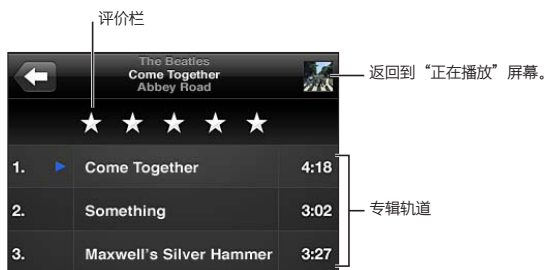 评价栏
The Beatles
Come Together
Abbey Road
返回到“正在播放”屏幕。
1. Come Together 4:18
2. Something 3:02
专辑轨道
3. Maxwell's Silver Hammer 3:27